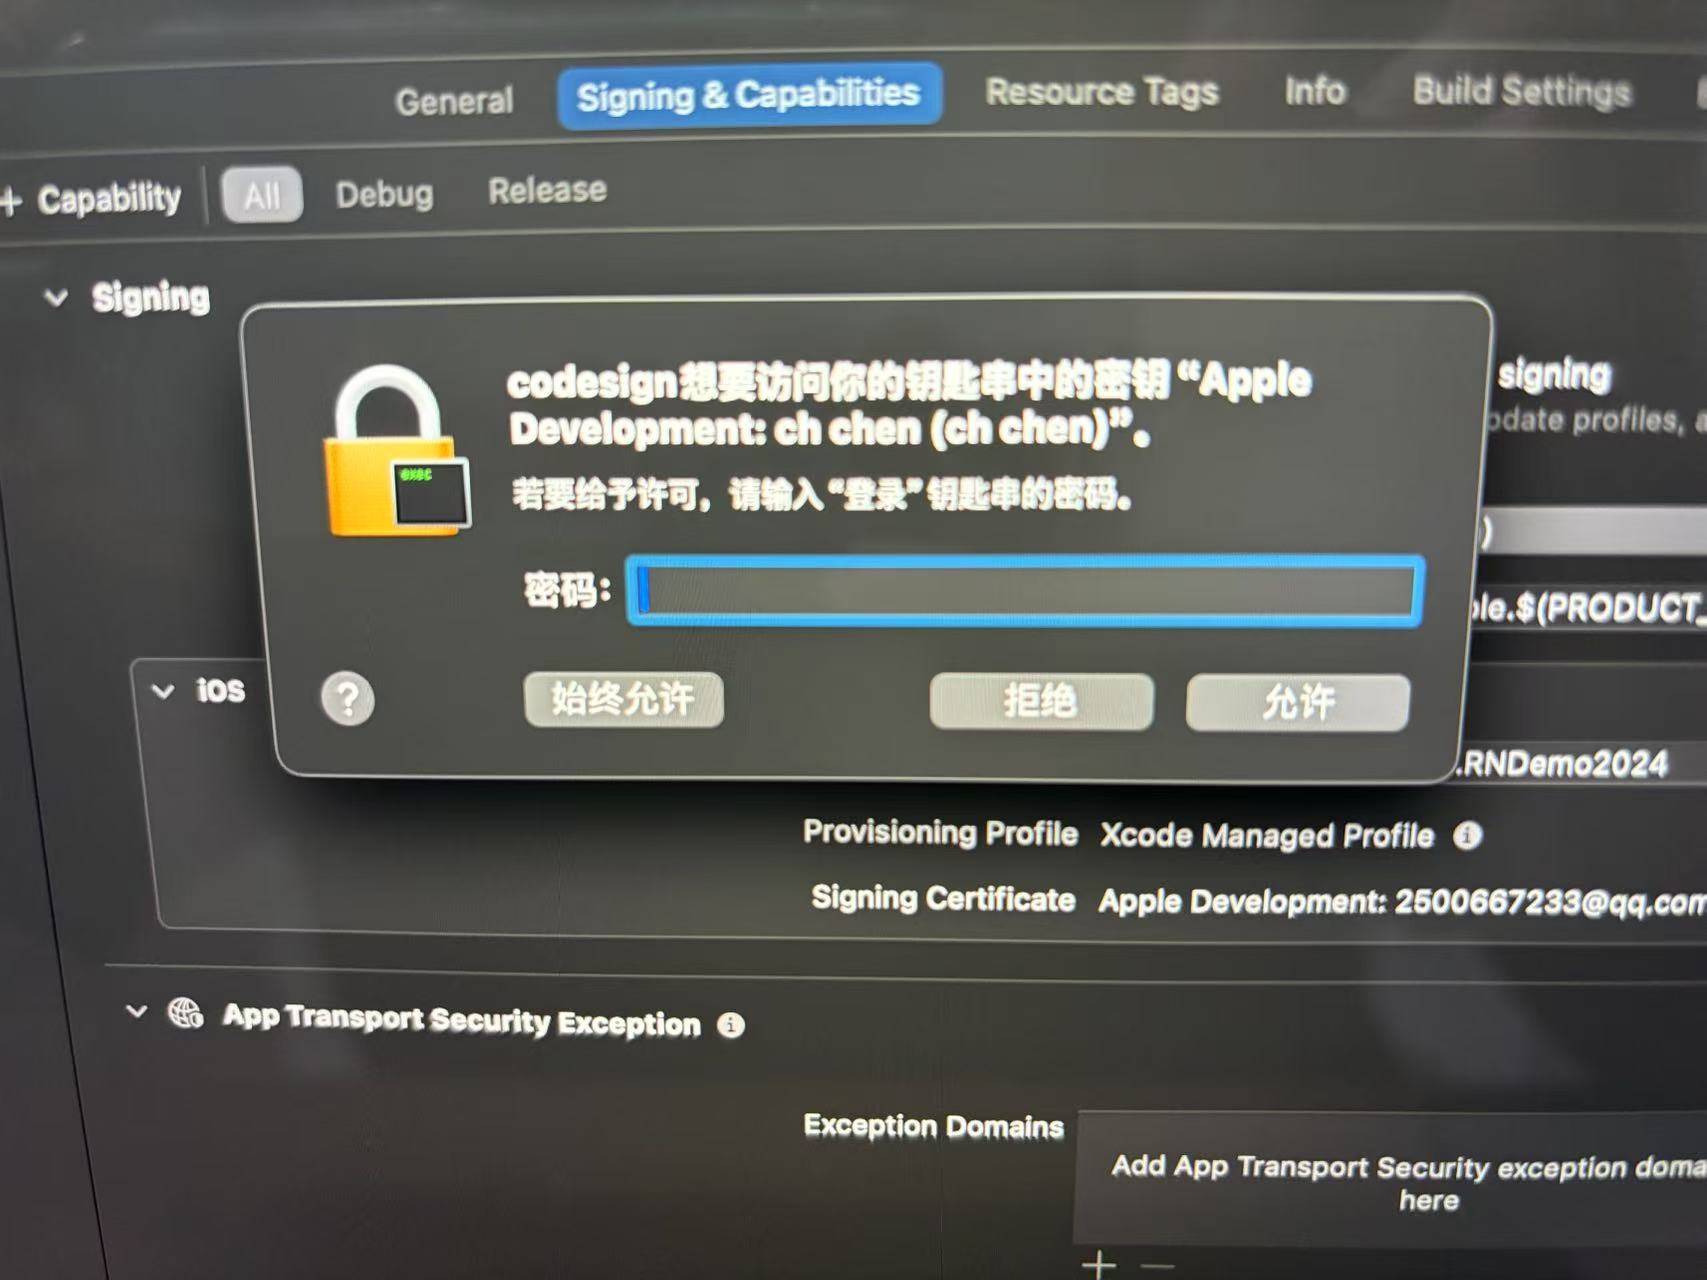 General Signing & Capabilities Resource Tags Info Build Settings
+ Capability All Debug Release
Signing
codesign想要访问你的钥匙串中的密钥“Apple
Development: ch chen (ch chen)”。
signing
pdate profiles, a
若要给予许可，请输入“登录”钥匙串的密码。
exec
)
密码：
le.$(PRODUCT_
iOS
? 始终允许 拒绝 允许
.RNDemo2024
Provisioning Profile Xcode Managed Profile
Signing Certificate Apple Development: 2500667233@qq.com
App Transport Security Exception
Exception Domains
Add App Transport Security exception doma
here
+ −